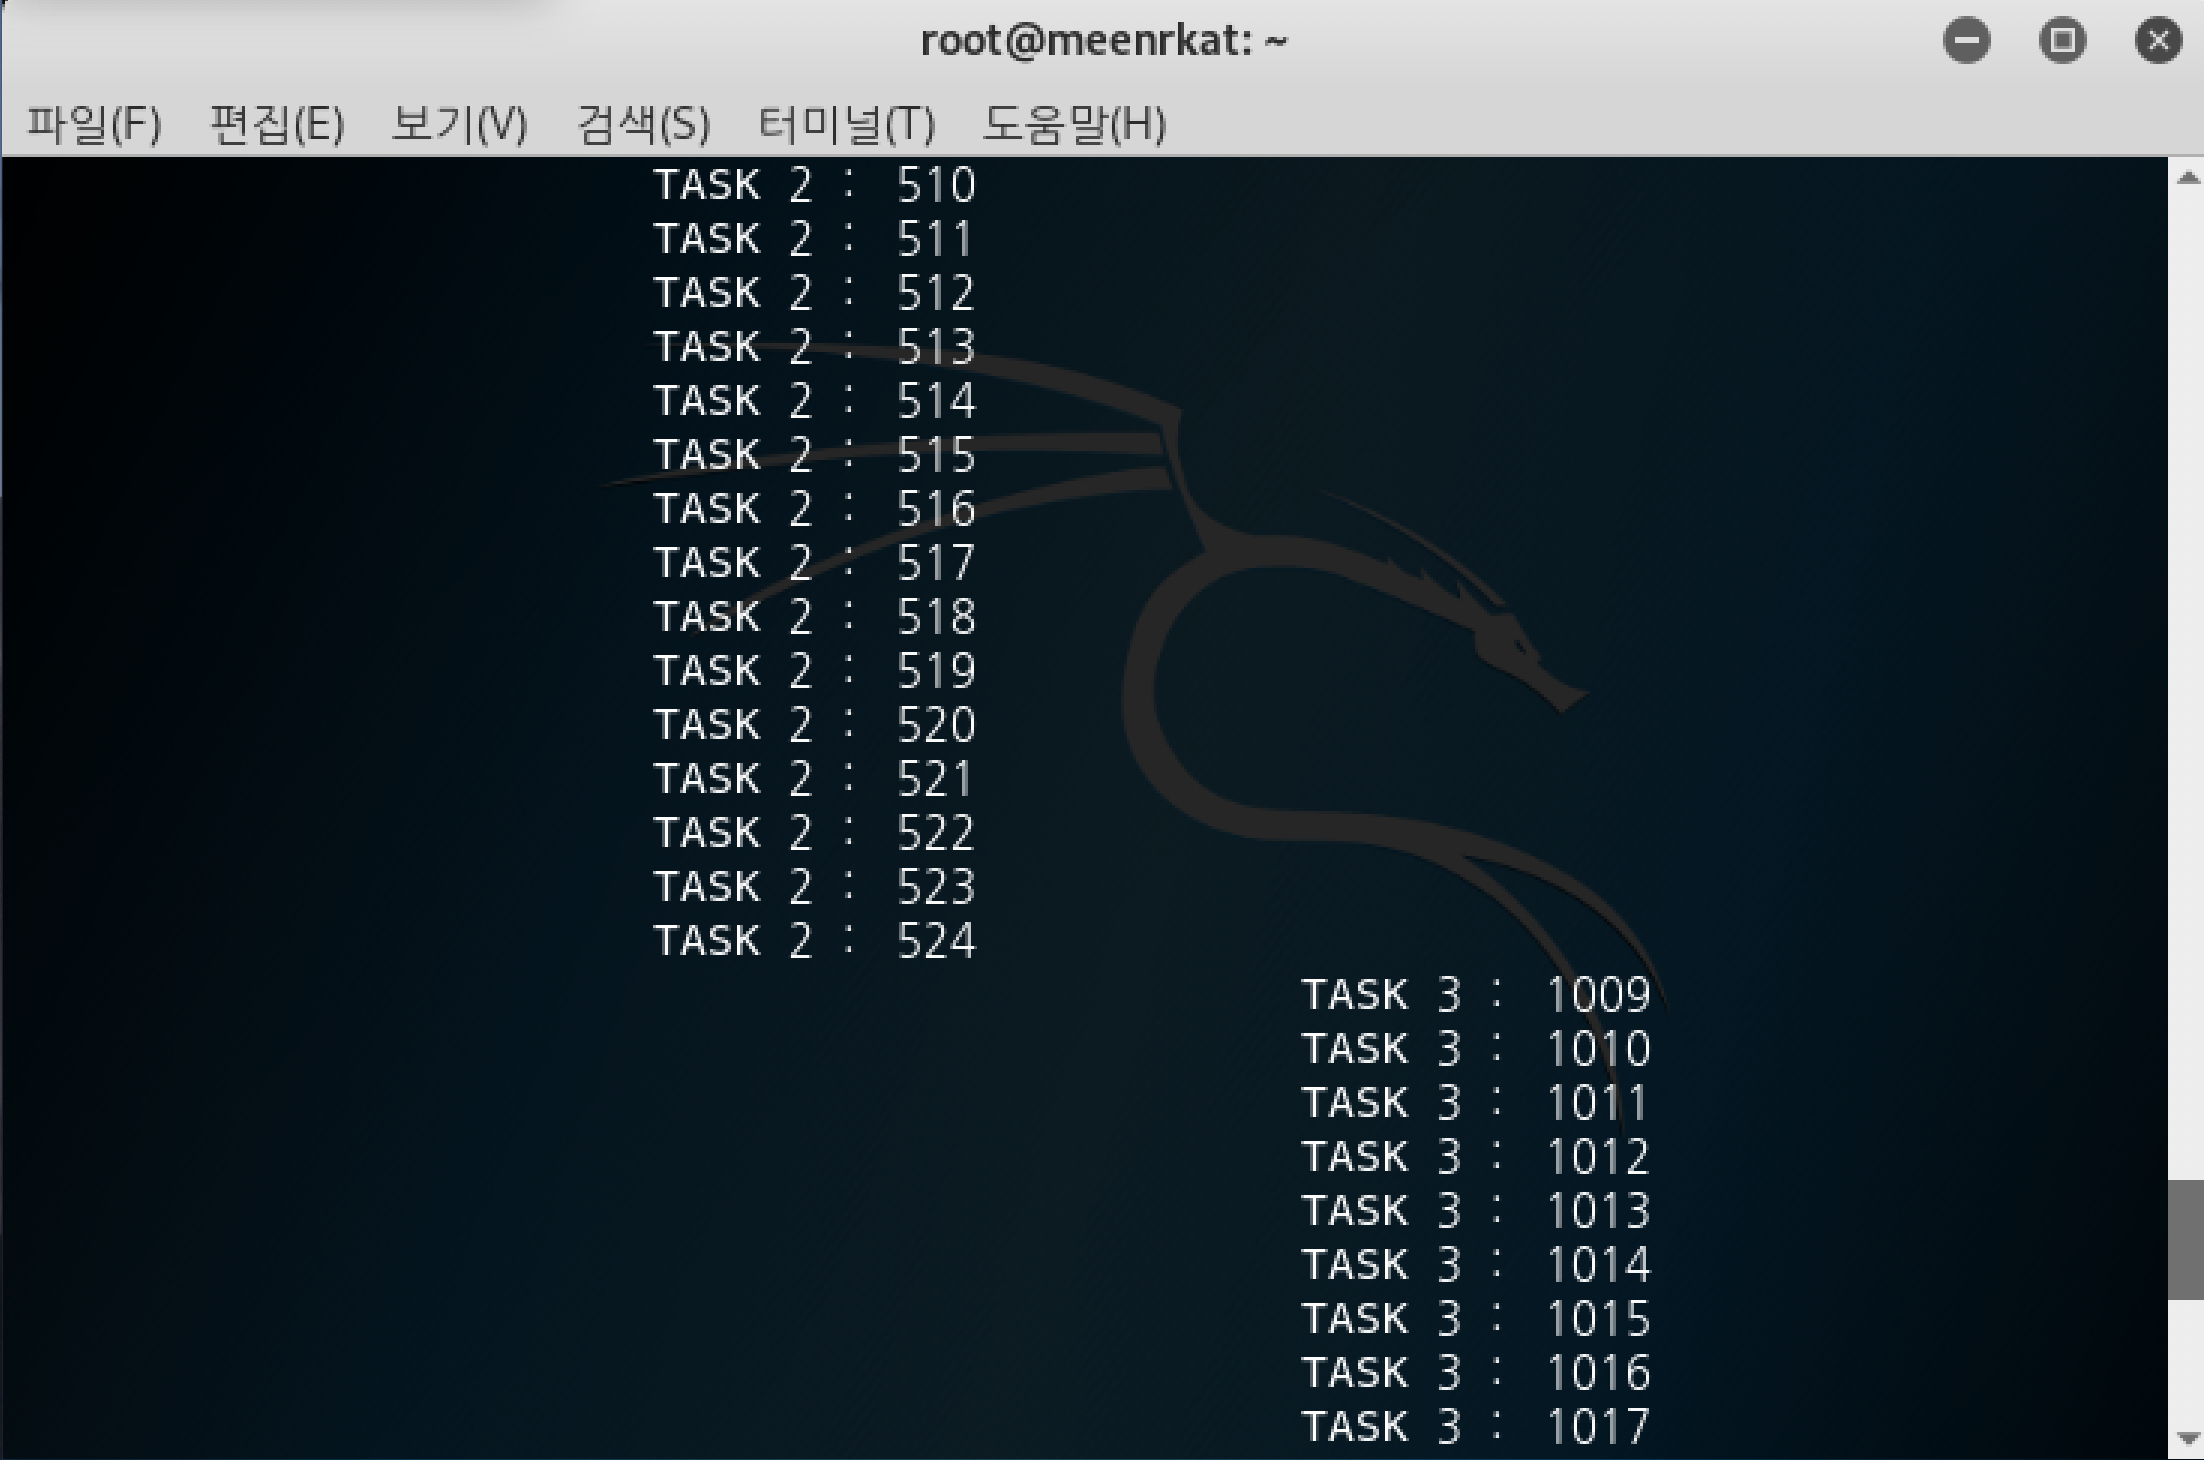 root@meenrkat: ~
파일(F) 편집(E) 보기(V) 검색(S) 터미널(T) 도움말(H)
TASK 2 : 510
TASK 2 : 511
TASK 2 : 512
TASK 2 : 513
TASK 2 : 514
TASK 2 : 515
TASK 2 : 516
TASK 2 : 517
TASK 2 : 518
TASK 2 : 519
TASK 2 : 520
TASK 2 : 521
TASK 2 : 522
TASK 2 : 523
TASK 2 : 524
TASK 3 : 1009
TASK 3 : 1010
TASK 3 : 1011
TASK 3 : 1012
TASK 3 : 1013
TASK 3 : 1014
TASK 3 : 1015
TASK 3 : 1016
TASK 3 : 1017